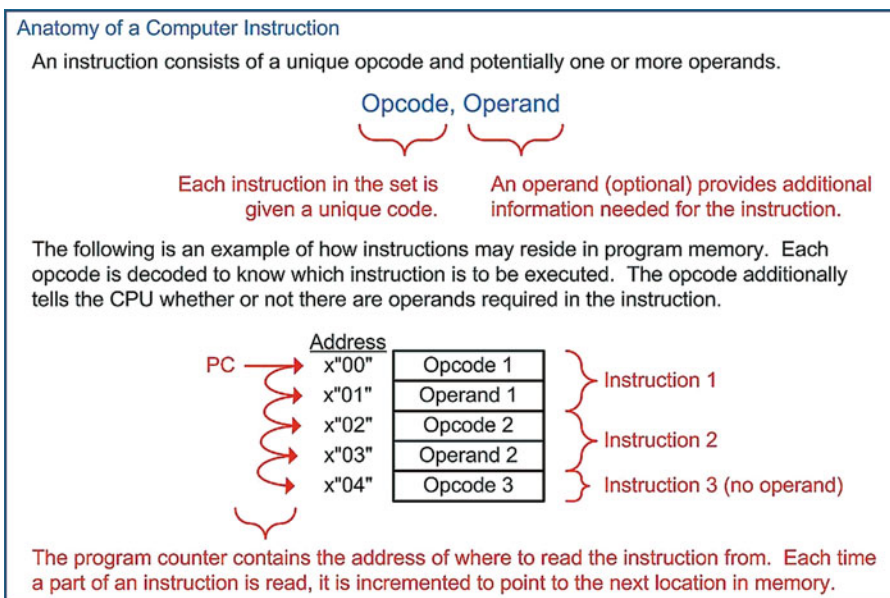 Anatomy of a Computer Instruction
An instruction consists of a unique opcode and potentially one or more operands.
Opcode, Operand
Each instruction in the set is
given a unique code.
An operand (optional) provides additional
information needed for the instruction.
The following is an example of how instructions may reside in program memory.  Each
opcode is decoded to know which instruction is to be executed.  The opcode additionally
tells the CPU whether or not there are operands required in the instruction.
Address
PC x"00" Opcode 1
x"01" Operand 1
Instruction 1
x"02" Opcode 2
x"03" Operand 2
Instruction 2
x"04" Opcode 3 Instruction 3 (no operand)
The program counter contains the address of where to read the instruction from.  Each time
a part of an instruction is read, it is incremented to point to the next location in memory.